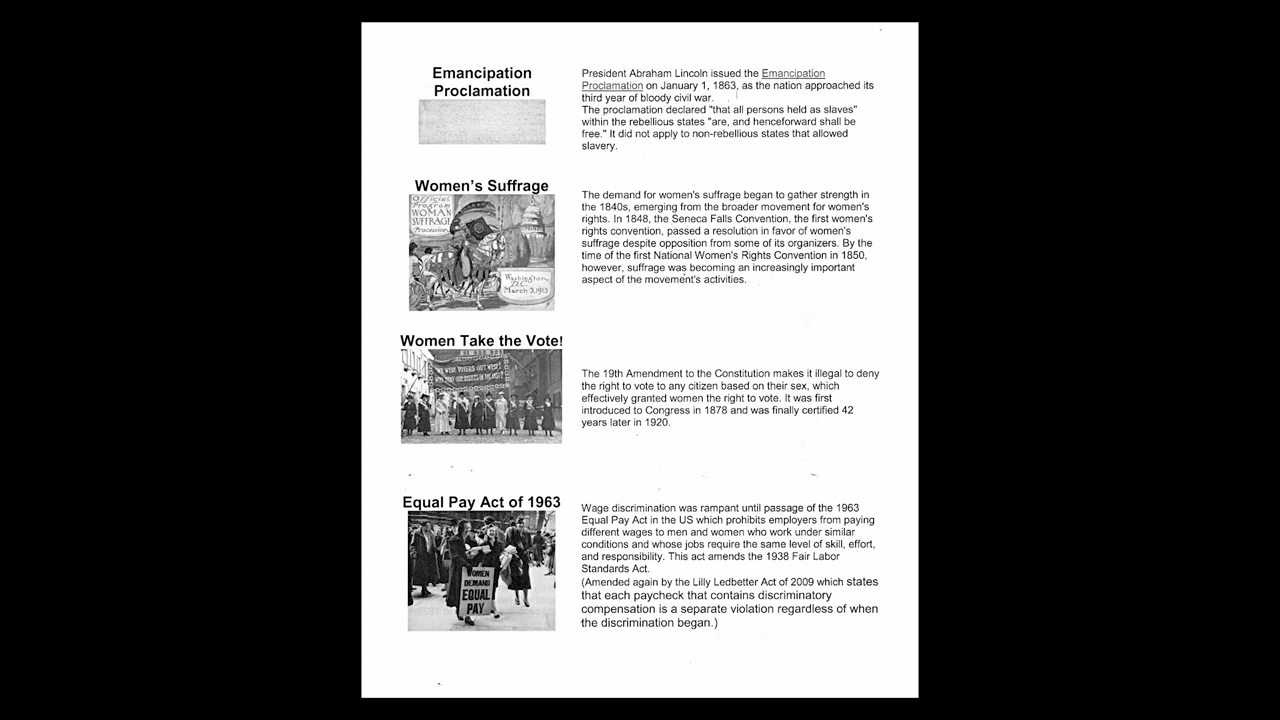 Emancipation
Proclamation
President Abraham Lincoln issued the Emancipation
Proclamation on January 1, 1863, as the nation approached its
third year of bloody civil war.
The proclamation declared "that all persons held as slaves"
within the rebellious states "are, and henceforward shall be
free." It did not apply to non-rebellious states that allowed
slavery.
Women's Suffrage
Official
Program
WOMAN
SUFFRAGE
Procession
Washington
D.C.
March 3, 1913
The demand for women's suffrage began to gather strength in
the 1840s, emerging from the broader movement for women's
rights. In 1848, the Seneca Falls Convention, the first women's
rights convention, passed a resolution in favor of women's
suffrage despite opposition from some of its organizers. By the
time of the first National Women's Rights Convention in 1850,
however, suffrage was becoming an increasingly important
aspect of the movement's activities.
Women Take the Vote!
WE WERE VOTERS OUT WEST!
WHY DENY OUR RIGHTS IN THE EAST?
The 19th Amendment to the Constitution makes it illegal to deny
the right to vote to any citizen based on their sex, which
effectively granted women the right to vote. It was first
introduced to Congress in 1878 and was finally certified 42
years later in 1920.
Equal Pay Act of 1963
WOMEN
DEMAND
EQUAL
PAY
Wage discrimination was rampant until passage of the 1963
Equal Pay Act in the US which prohibits employers from paying
different wages to men and women who work under similar
conditions and whose jobs require the same level of skill, effort,
and responsibility. This act amends the 1938 Fair Labor
Standards Act.
(Amended again by the Lilly Ledbetter Act of 2009 which states
that each paycheck that contains discriminatory
compensation is a separate violation regardless of when
the discrimination began.)